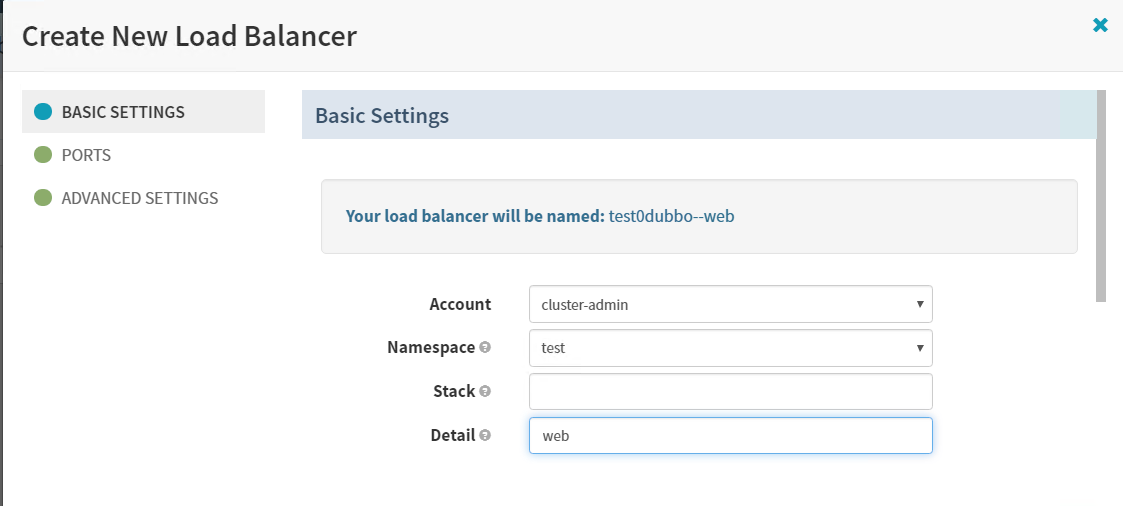 Create New Load Balancer
BASIC SETTINGS
PORTS
ADVANCED SETTINGS
Basic Settings
Your load balancer will be named: test0dubbo--web
Account cluster-admin
Namespace test
Stack
Detail web